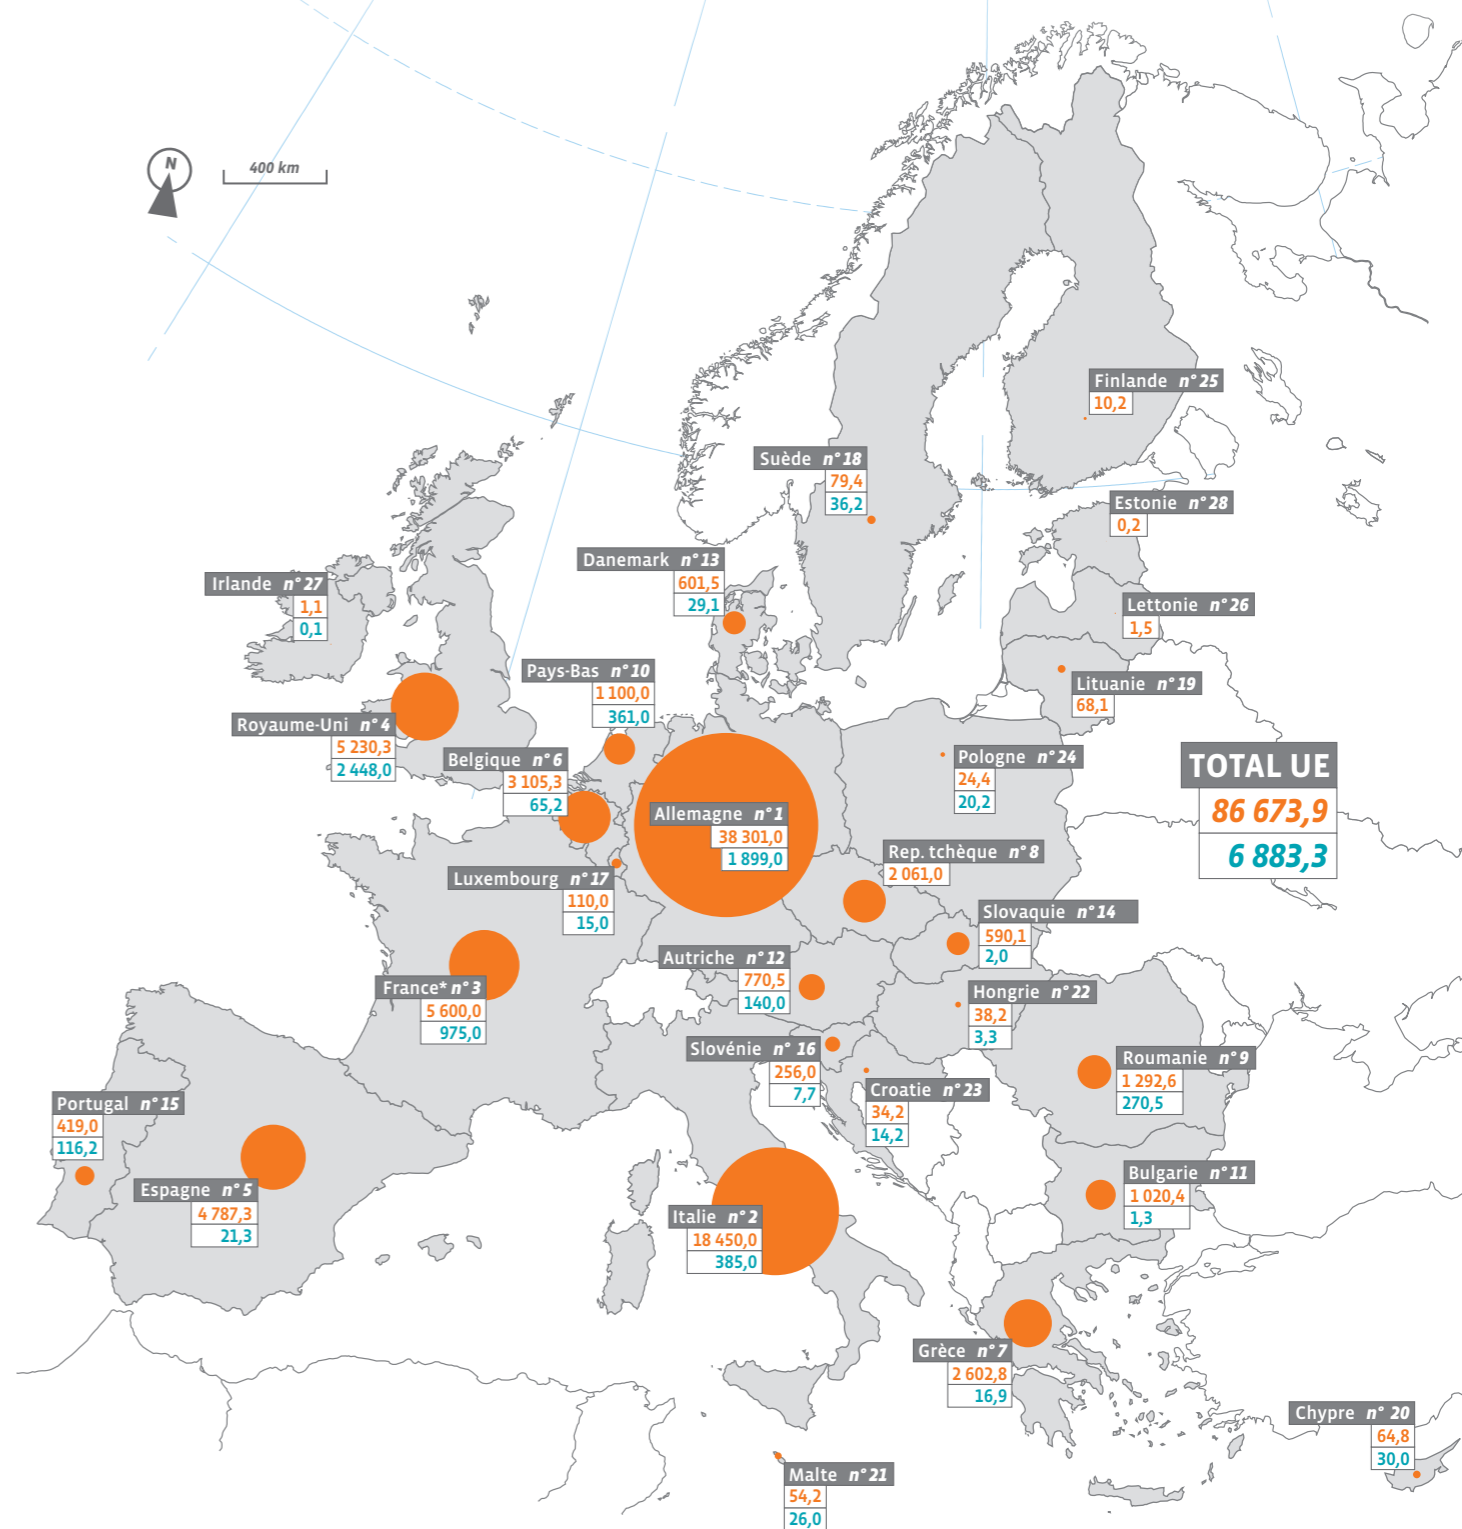 N
400 km
Finlande n° 25
10,2
Suède n° 18
79,4
36,2
Estonie n° 28
0,2
Danemark n° 13
601,5
29,1
Irlande n° 27
1,1
0,1
Lettonie n° 26
1,5
Pays-Bas n° 10
1 100,0
361,0
Lituanie n° 19
68,1
Royaume-Uni n° 4
5 230,3
2 448,0
Belgique n° 6
3 105,3
65,2
Pologne n° 24
24,4
20,2
TOTAL UE
86 673,9
6 883,3
Allemagne n° 1
38 301,0
1 899,0
Rep. tchèque n° 8
2 061,0
Luxembourg n° 17
110,0
15,0
Slovaquie n° 14
590,1
2,0
Autriche n° 12
770,5
140,0
France* n° 3
5 600,0
975,0
Hongrie n° 22
38,2
3,3
Slovénie n° 16
256,0
7,7
Roumanie n° 9
1 292,6
270,5
Croatie n° 23
34,2
14,2
Portugal n° 15
419,0
116,2
Espagne n° 5
4 787,3
21,3
Bulgarie n° 11
1 020,4
1,3
Italie n° 2
18 450,0
385,0
Grèce n° 7
2 602,8
16,9
Chypre n° 20
64,8
30,0
Malte n° 21
54,2
26,0